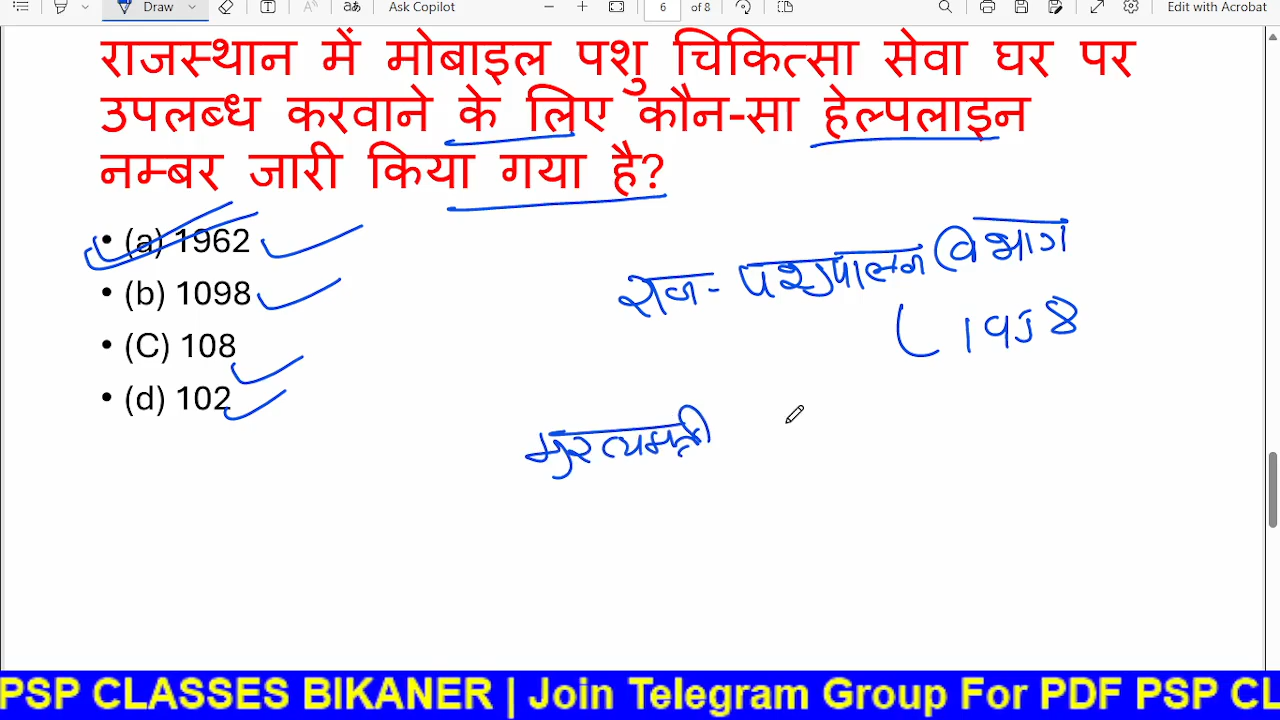 Draw
Ask Copilot
6 of 8
Edit with Acrobat
राजस्थान में मोबाइल पशु चिकित्सा सेवा घर पर
उपलब्ध करवाने के लिए कौन-सा हेल्पलाइन
नम्बर जारी किया गया है?
• (a) 1962
• (b) 1098
• (C) 108
• (d) 102
राज- पशुपालन विभाग
1958
मुख्यमंत्री
PSP CLASSES BIKANER | Join Telegram Group For PDF PSP CL